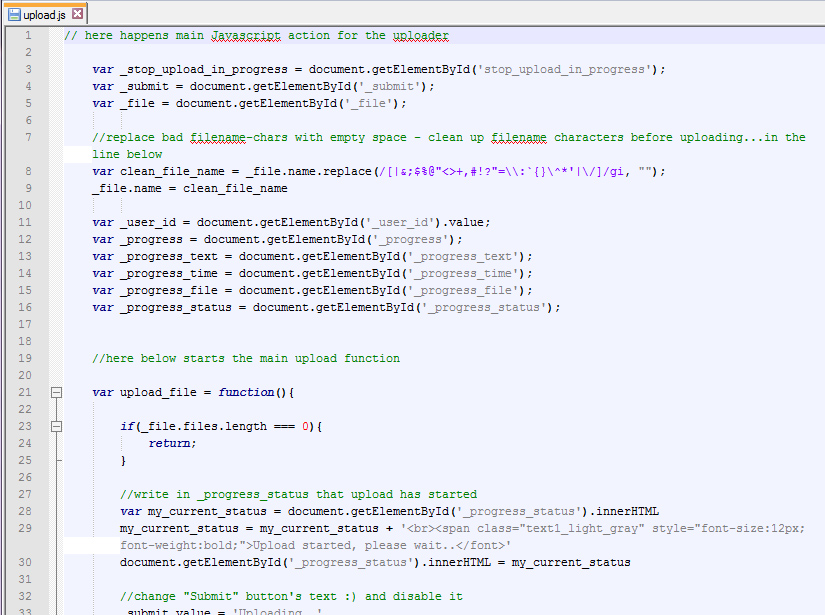 upload.js
1 // here happens main Javascript action for the uploader
2
3 var _stop_upload_in_progress = document.getElementById('stop_upload_in_progress');
4 var _submit = document.getElementById('_submit');
5 var _file = document.getElementById('_file');
6
7 //replace bad filename-chars with empty space - clean up filename characters before uploading...in the
line below
8 var clean_file_name = _file.name.replace(/[|&;$%@"<>+,#!?"=\\:`{}\^*'|\/]/gi, "");
9 _file.name = clean_file_name
10
11 var _user_id = document.getElementById('_user_id').value;
12 var _progress = document.getElementById('_progress');
13 var _progress_text = document.getElementById('_progress_text');
14 var _progress_time = document.getElementById('_progress_time');
15 var _progress_file = document.getElementById('_progress_file');
16 var _progress_status = document.getElementById('_progress_status');
17
18
19 //here below starts the main upload function
20
21 var upload_file = function(){
22
23 if(_file.files.length === 0){
24 return;
25 }
26
27 //write in _progress_status that upload has started
28 var my_current_status = document.getElementById('_progress_status').innerHTML
29 my_current_status = my_current_status + '<br><span class="text1_light_gray" style="font-size:12px;
font-weight:bold;">Upload started, please wait..</font>'
30 document.getElementById('_progress_status').innerHTML = my_current_status
31
32 //change "Submit" button's text :) and disable it
33 _submit.value = 'Uploading..'